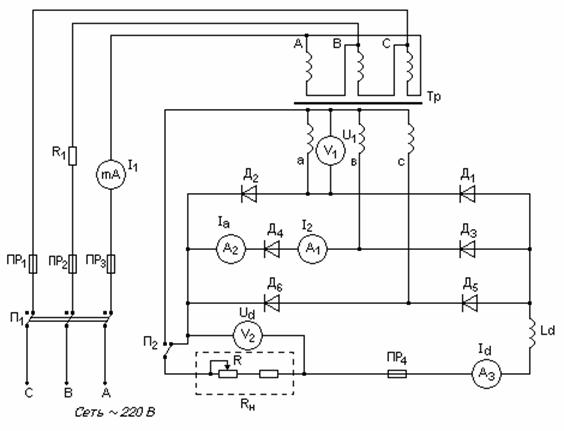 A B C
Тр
R1
I1
mA
U1
V1
а в с
Д2 Д1
Ia Д4 I2 Д3
A2 A1
ПР1 ПР2 ПР3
Д6 Д5
П1
Ud
V2
Ld
П2
R
ПР4 Id
A3
Rн
C B A
Сеть ~ 220 В